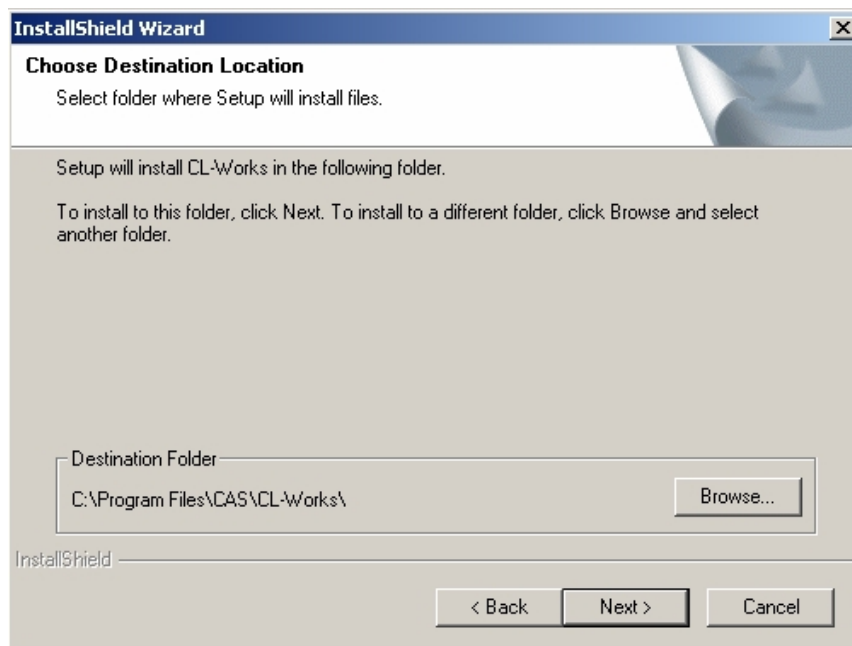 InstallShield Wizard
Choose Destination Location
Select folder where Setup will install files.
Setup will install CL-Works in the following folder.
To install to this folder, click Next. To install to a different folder, click Browse and select
another folder.
Destination Folder
C:\Program Files\CAS\CL-Works\
Browse...
InstallShield
< Back
Next >
Cancel